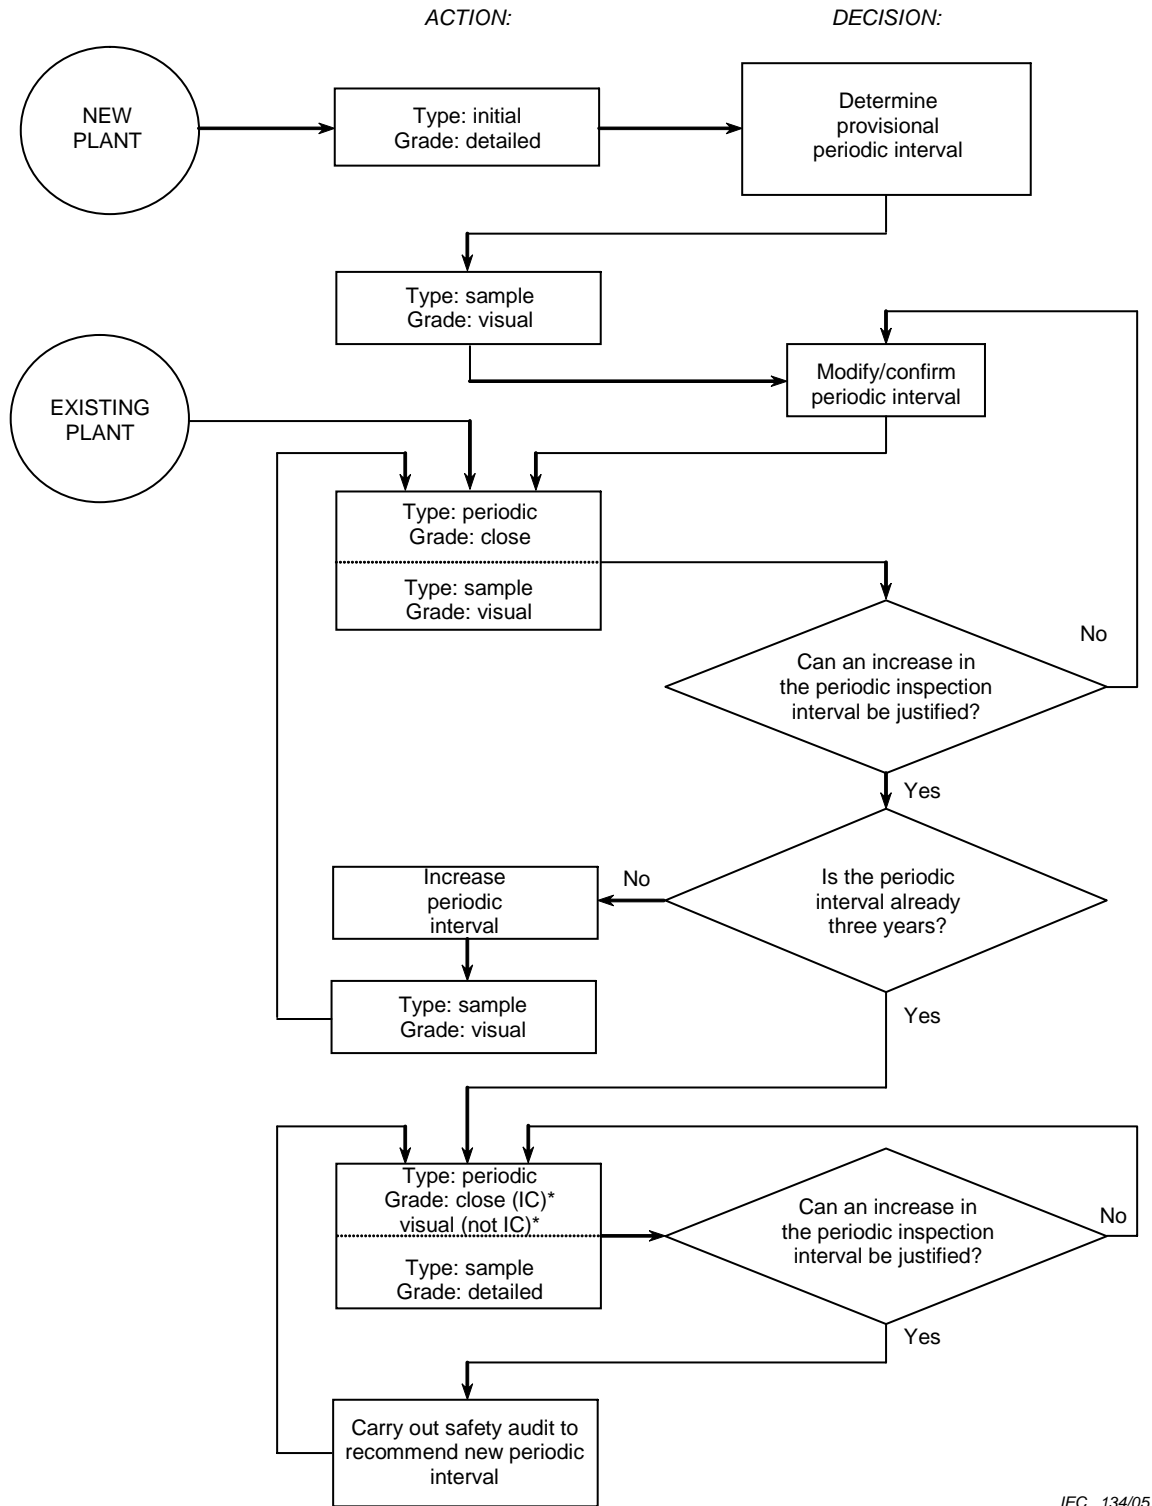 ACTION:
DECISION:
NEW
PLANT
Type: initial
Grade: detailed
Determine
provisional
periodic interval
Type: sample
Grade: visual
Modify/confirm
periodic interval
EXISTING
PLANT
Type: periodic
Grade: close
Type: sample
Grade: visual
No
Can an increase in
the periodic inspection
interval be justified?
Yes
Increase
periodic
interval
No
Is the periodic
interval already
three years?
Type: sample
Grade: visual
Yes
Type: periodic
Grade: close (IC)*
visual (not IC)*
Type: sample
Grade: detailed
Can an increase in
the periodic inspection
interval be justified?
No
Yes
Carry out safety audit to
recommend new periodic
interval
IEC 134/05